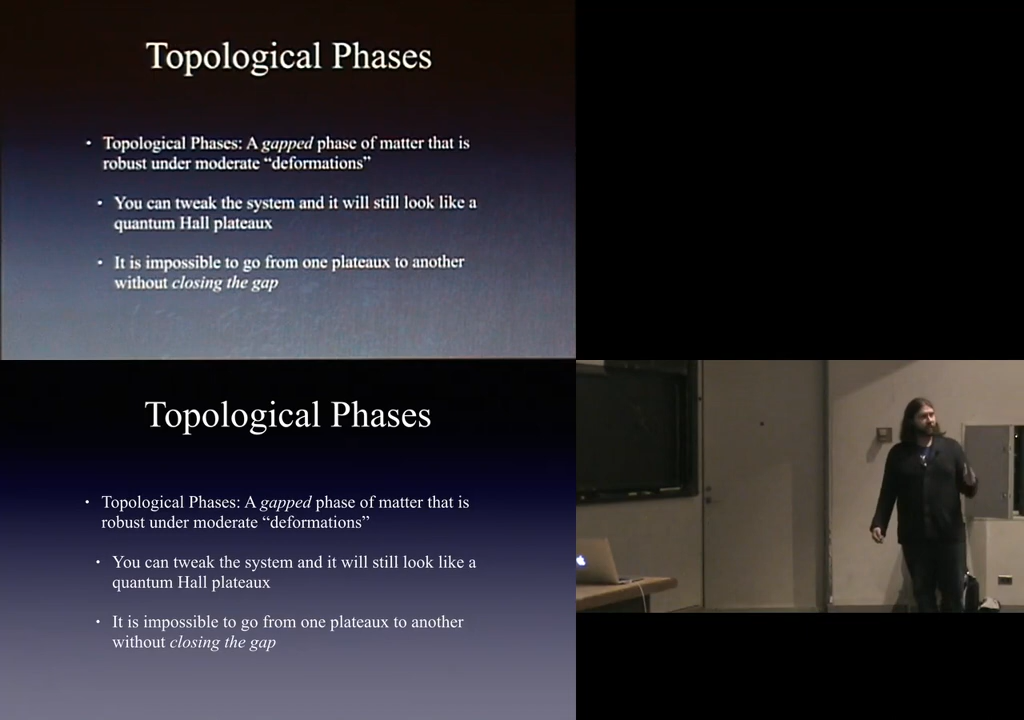 Topological Phases
• Topological Phases: A gapped phase of matter that is
robust under moderate “deformations”
• You can tweak the system and it will still look like a
quantum Hall plateaux
• It is impossible to go from one plateaux to another
without closing the gap
Topological Phases
• Topological Phases: A gapped phase of matter that is
robust under moderate “deformations”
• You can tweak the system and it will still look like a
quantum Hall plateaux
• It is impossible to go from one plateaux to another
without closing the gap